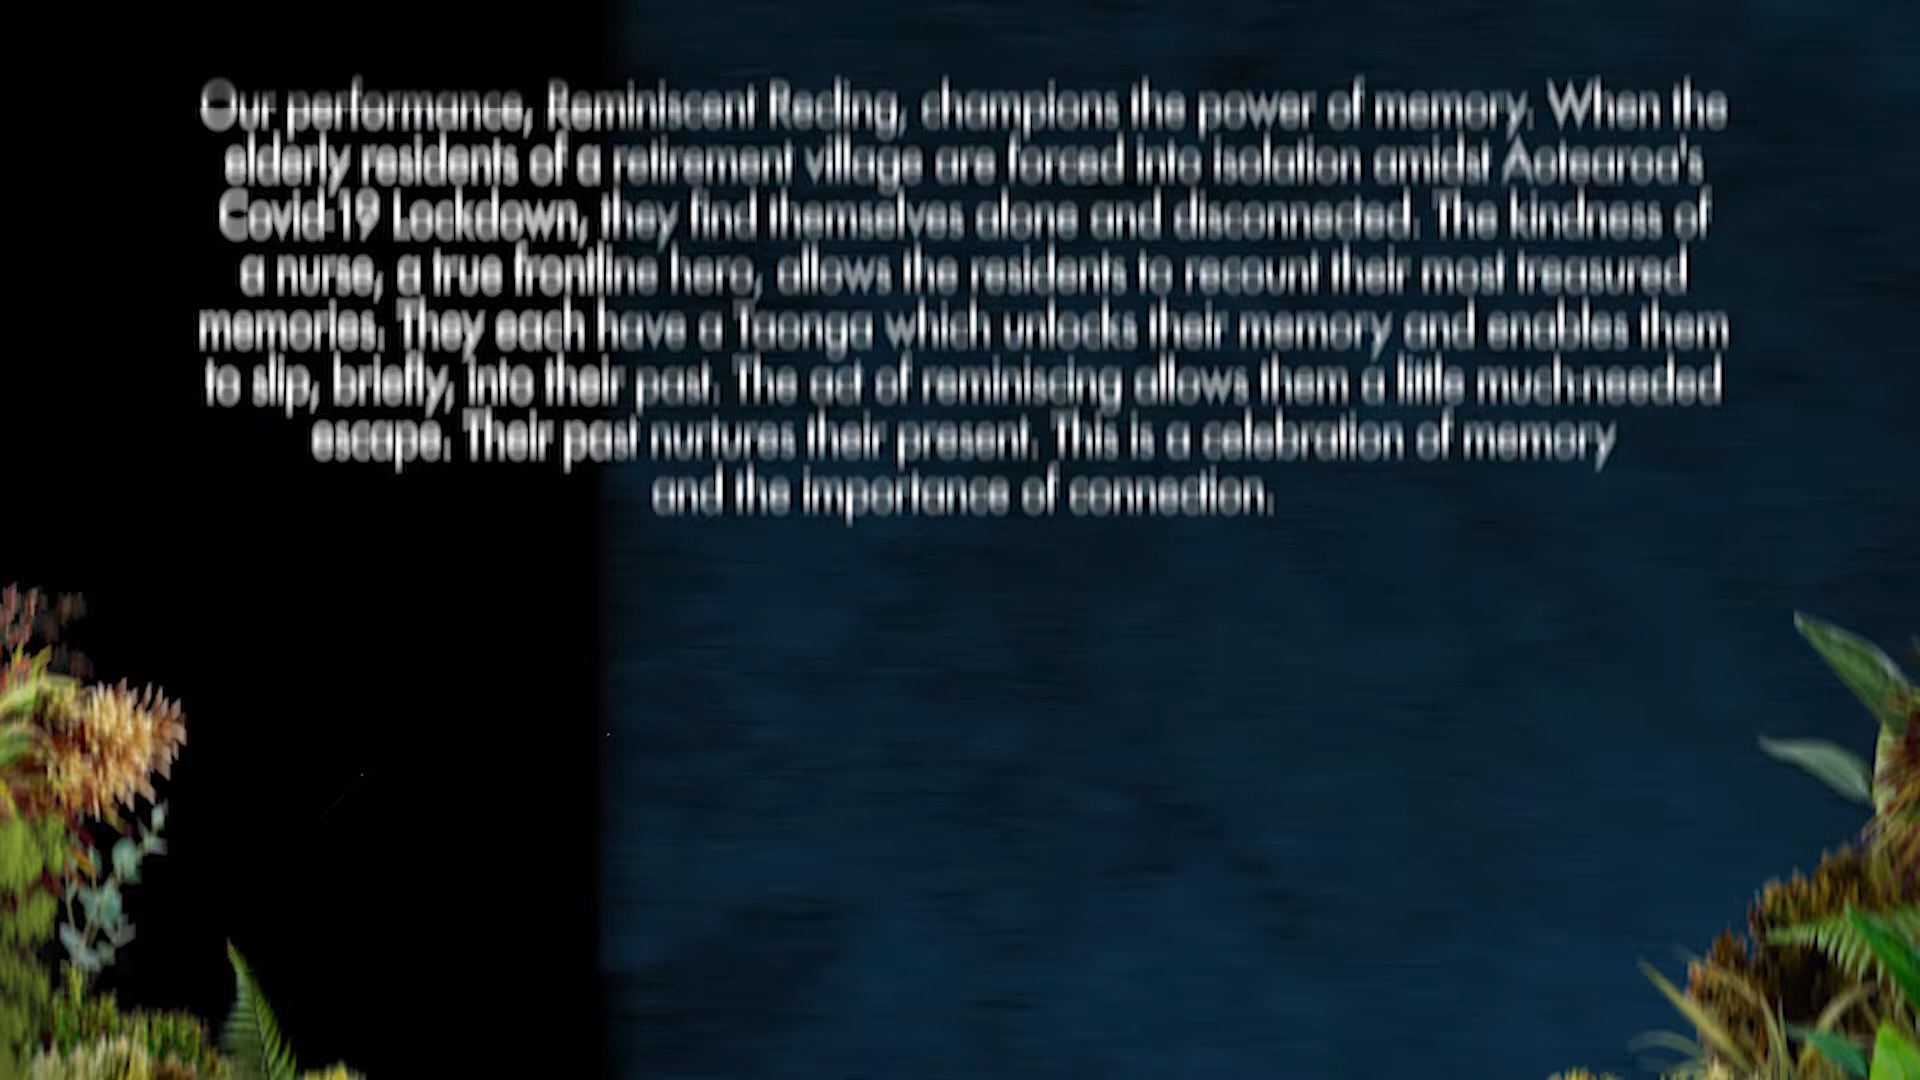 Our performance, Reminiscent Recling, champions the power of memory. When the
elderly residents of a retirement village are forced into isolation amidst Aotearoa's
Covid-19 Lockdown, they find themselves alone and disconnected. The kindness of
a nurse, a true frontline hero, allows the residents to recount their most treasured
memories. They each have a Taonga which unlocks their memory and enables them
to slip, briefly, into their past. The act of reminiscing allows them a little much-needed
escape. Their past nurtures their present. This is a celebration of memory
and the importance of connection.